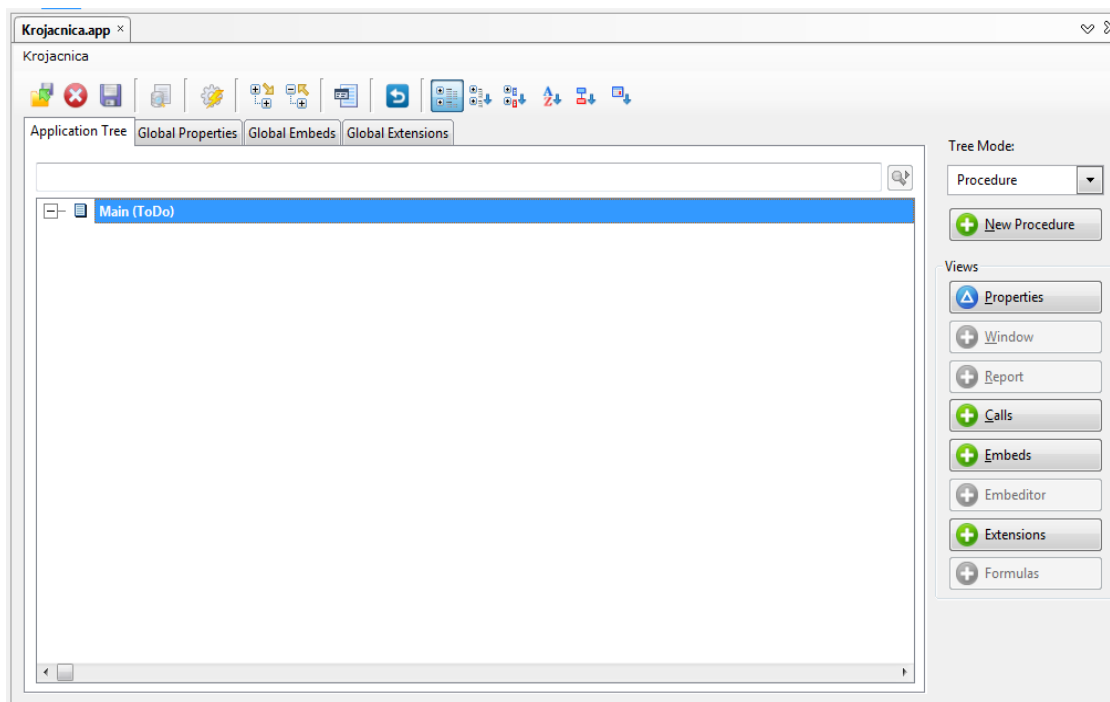 Krojacnica.app ×
Krojacnica
Application Tree Global Properties Global Embeds Global Extensions
Tree Mode:
Procedure
Main (ToDo)
New Procedure
Views
Properties
Window
Report
Calls
Embeds
Embeditor
Extensions
Formulas